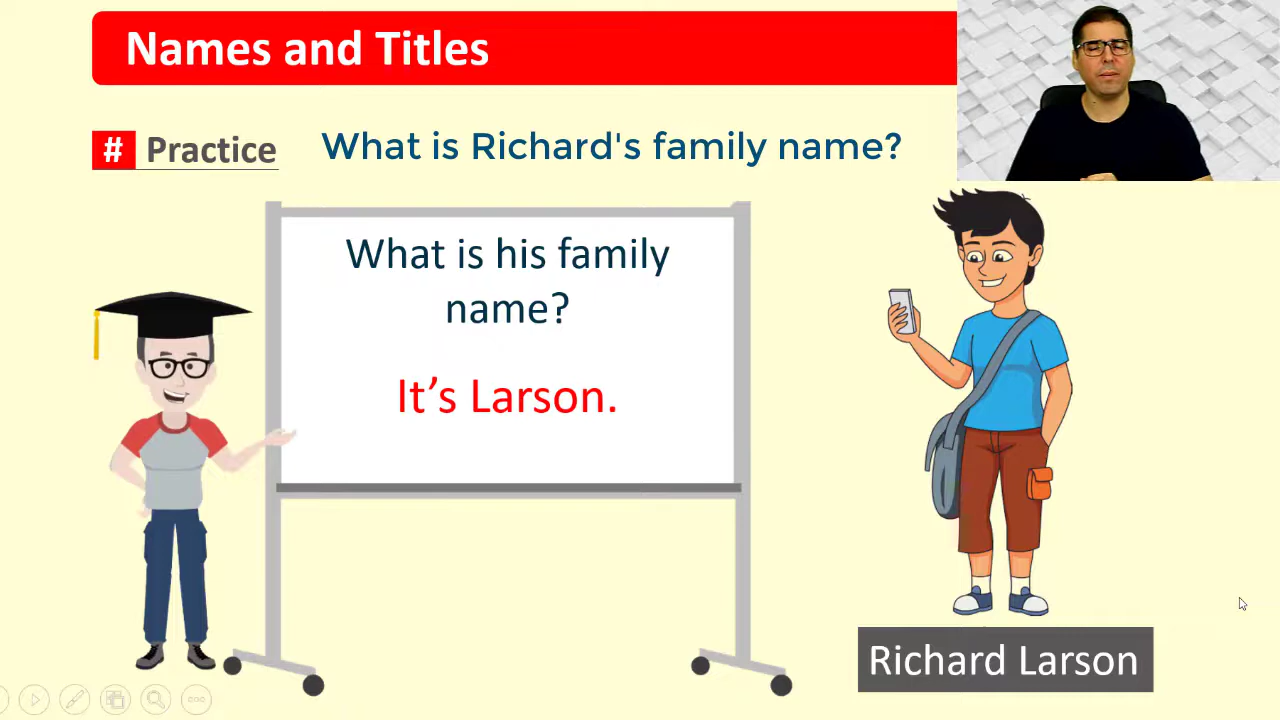 Names and Titles
# Practice
What is Richard's family name?
What is his family
name?
It’s Larson.
Richard Larson